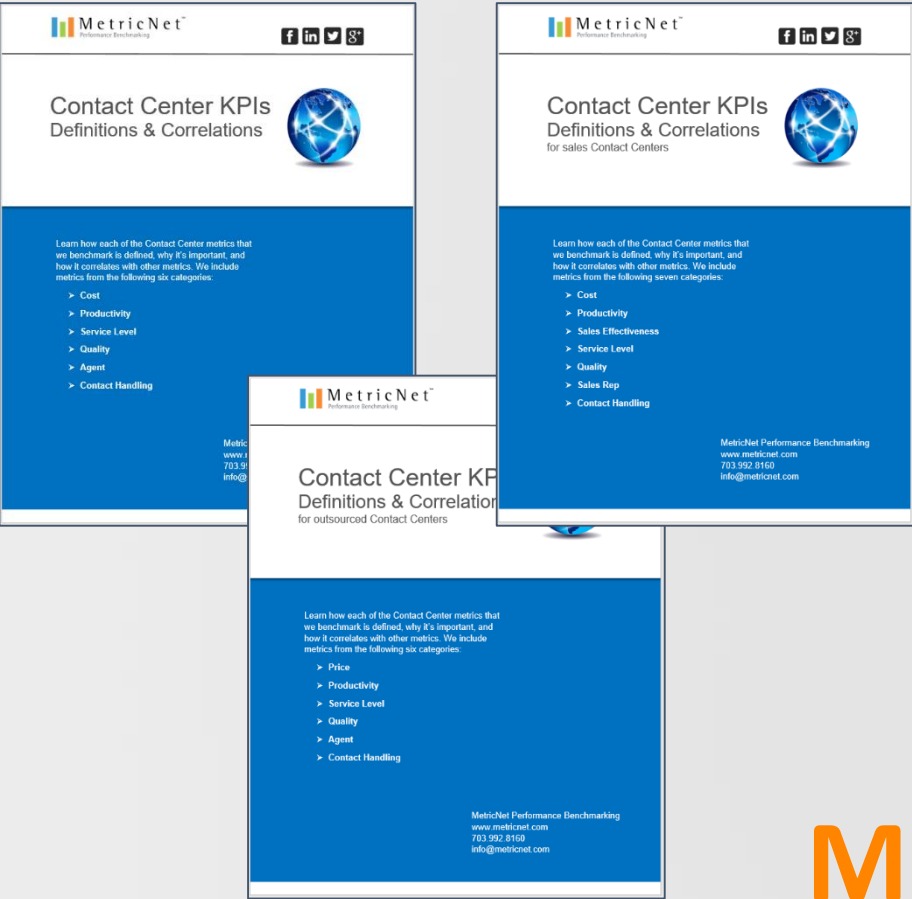 MetricNet™
Performance Benchmarking
Contact Center KPIs
Definitions & Correlations
Learn how each of the Contact Center metrics that
we benchmark is defined, why it's important, and
how it correlates with other metrics. We include
metrics from the following six categories:
➢ Cost
➢ Productivity
➢ Service Level
➢ Quality
➢ Agent
➢ Contact Handling
Metric
www.
703.9
info@
MetricNet™
Performance Benchmarking
Contact Center KPIs
Definitions & Correlations
for sales Contact Centers
Learn how each of the Contact Center metrics that
we benchmark is defined, why it's important, and
how it correlates with other metrics. We include
metrics from the following seven categories:
➢ Cost
➢ Productivity
➢ Sales Effectiveness
➢ Service Level
➢ Quality
➢ Sales Rep
➢ Contact Handling
MetricNet Performance Benchmarking
www.metricnet.com
703.992.8160
info@metricnet.com
MetricNet™
Performance Benchmarking
Contact Center KP
Definitions & Correlation
for outsourced Contact Centers
Learn how each of the Contact Center metrics that
we benchmark is defined, why it's important, and
how it correlates with other metrics. We include
metrics from the following six categories:
➢ Price
➢ Productivity
➢ Service Level
➢ Quality
➢ Agent
➢ Contact Handling
MetricNet Performance Benchmarking
www.metricnet.com
703.992.8160
info@metricnet.com
M